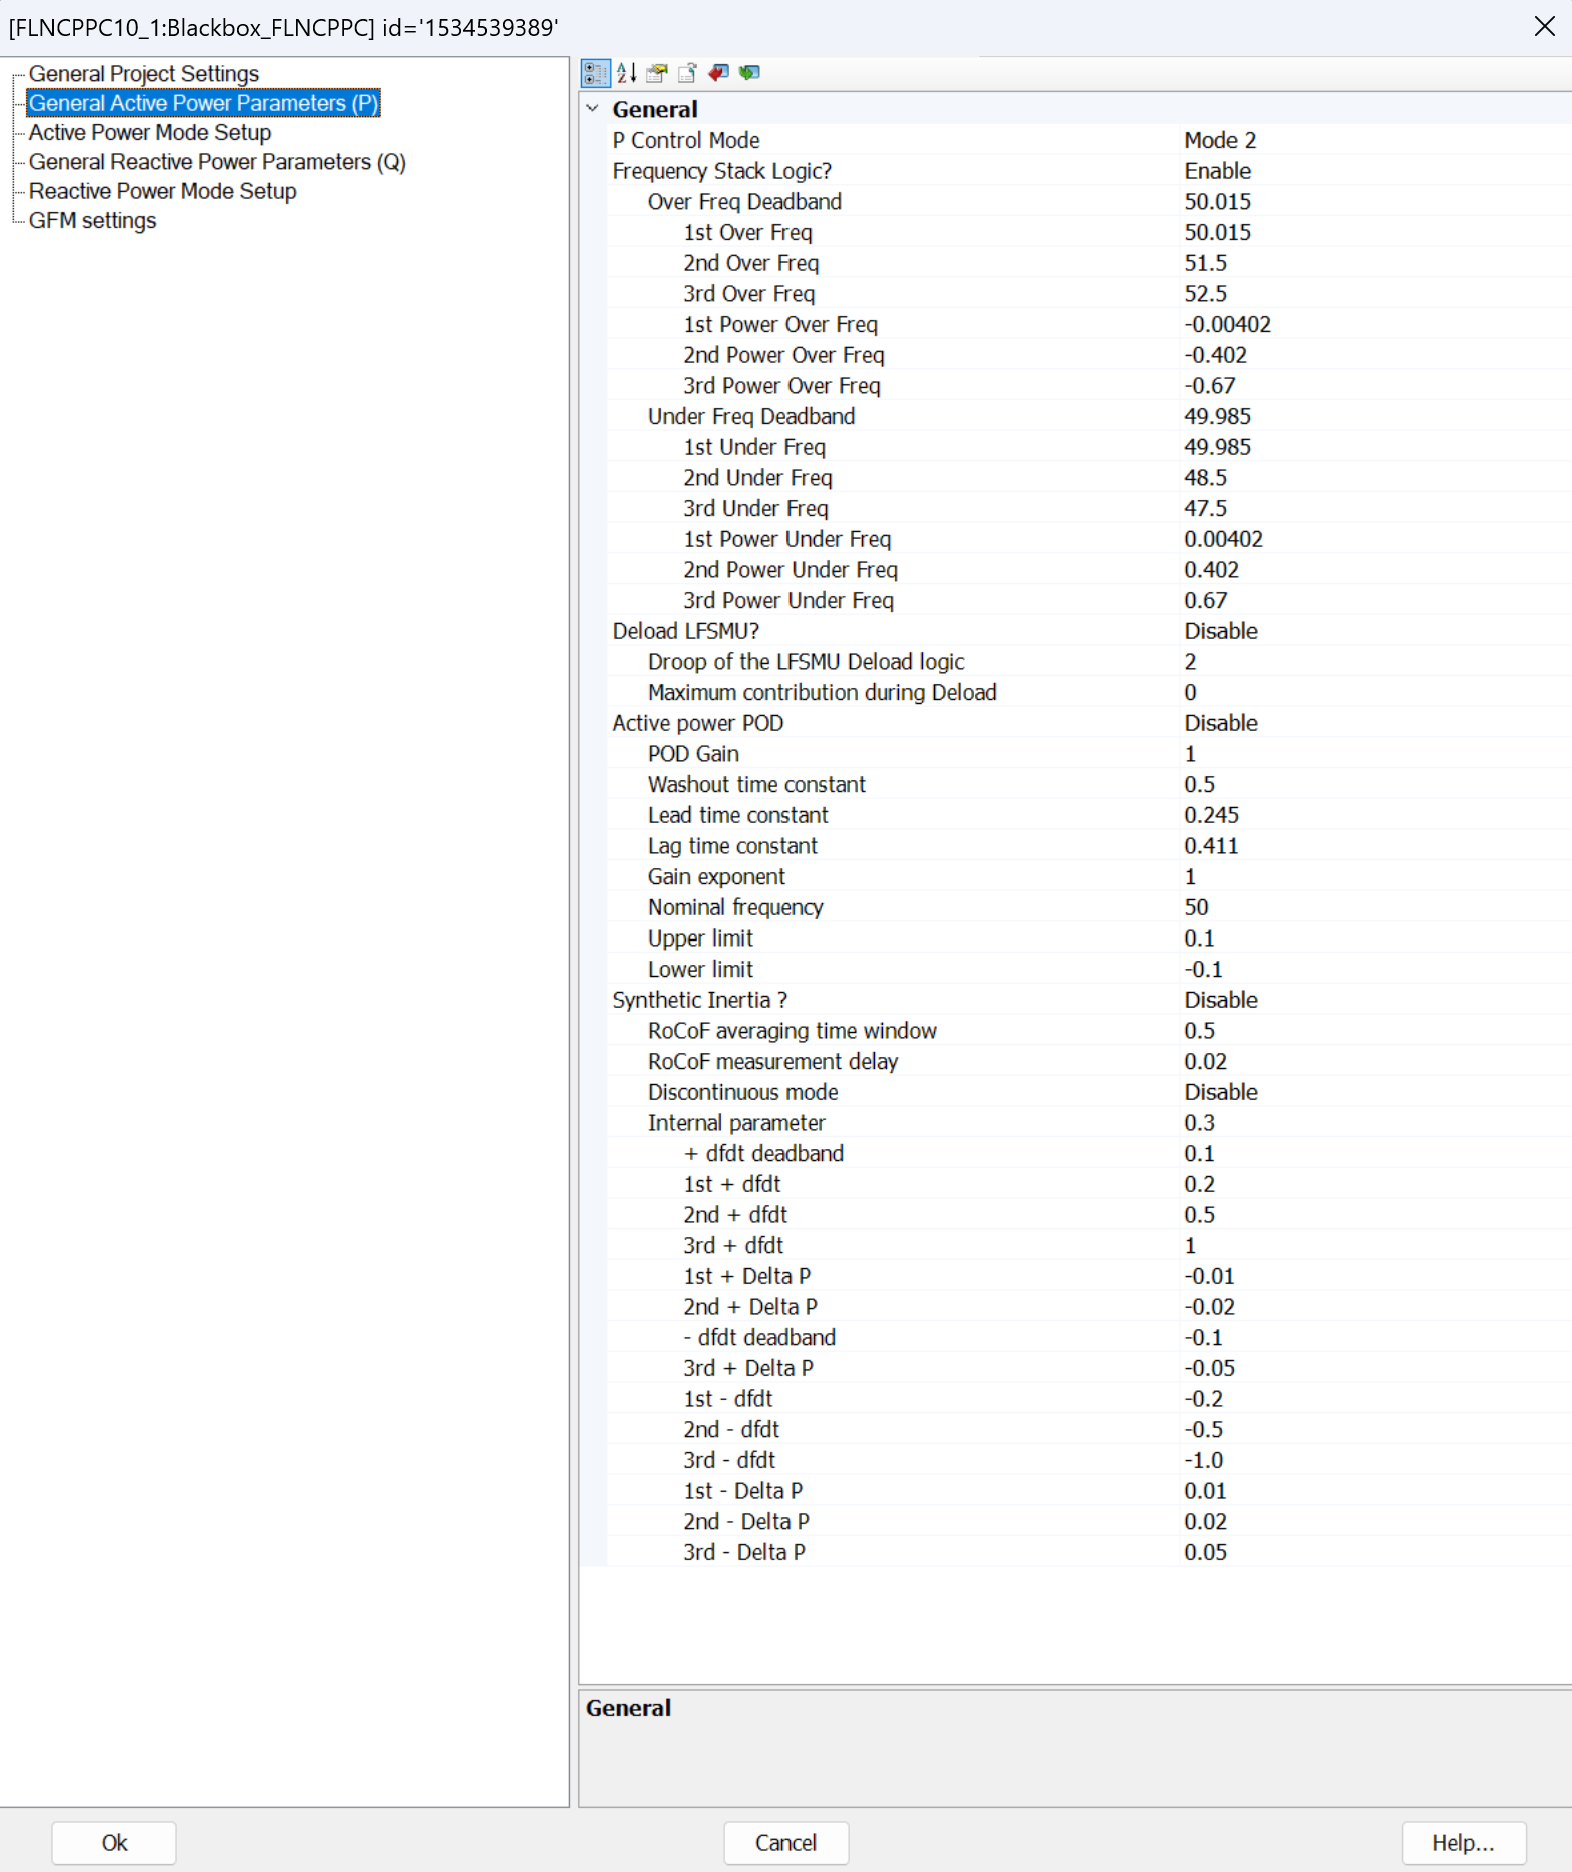 [FLNCPPC10_1:Blackbox_FLNCPPC] id='1534539389'
General Project Settings
General Active Power Parameters (P)
Active Power Mode Setup
General Reactive Power Parameters (Q)
Reactive Power Mode Setup
GFM settings
General
P Control Mode Mode 2
Frequency Stack Logic? Enable
Over Freq Deadband 50.015
1st Over Freq 50.015
2nd Over Freq 51.5
3rd Over Freq 52.5
1st Power Over Freq -0.00402
2nd Power Over Freq -0.402
3rd Power Over Freq -0.67
Under Freq Deadband 49.985
1st Under Freq 49.985
2nd Under Freq 48.5
3rd Under Freq 47.5
1st Power Under Freq 0.00402
2nd Power Under Freq 0.402
3rd Power Under Freq 0.67
Deload LFSMU? Disable
Droop of the LFSMU Deload logic 2
Maximum contribution during Deload 0
Active power POD Disable
POD Gain 1
Washout time constant 0.5
Lead time constant 0.245
Lag time constant 0.411
Gain exponent 1
Nominal frequency 50
Upper limit 0.1
Lower limit -0.1
Synthetic Inertia ? Disable
RoCoF averaging time window 0.5
RoCoF measurement delay 0.02
Discontinuous mode Disable
Internal parameter 0.3
+ dfdt deadband 0.1
1st + dfdt 0.2
2nd + dfdt 0.5
3rd + dfdt 1
1st + Delta P -0.01
2nd + Delta P -0.02
- dfdt deadband -0.1
3rd + Delta P -0.05
1st - dfdt -0.2
2nd - dfdt -0.5
3rd - dfdt -1.0
1st - Delta P 0.01
2nd - Delta P 0.02
3rd - Delta P 0.05
General
Ok
Cancel
Help...